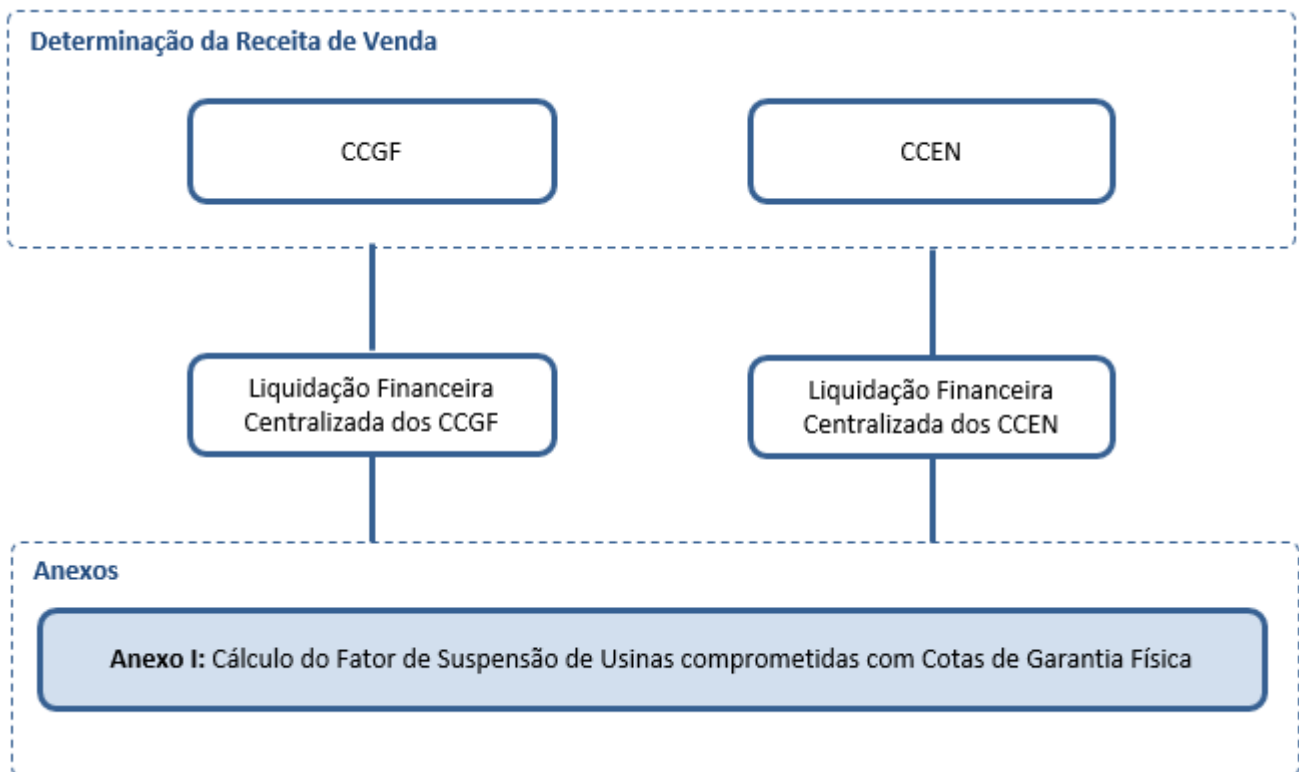 Determinação da Receita de Venda
CCGF
CCEN
Liquidação Financeira
Centralizada dos CCGF
Liquidação Financeira
Centralizada dos CCEN
Anexos
Anexo I: Cálculo do Fator de Suspensão de Usinas comprometidas com Cotas de Garantia Física